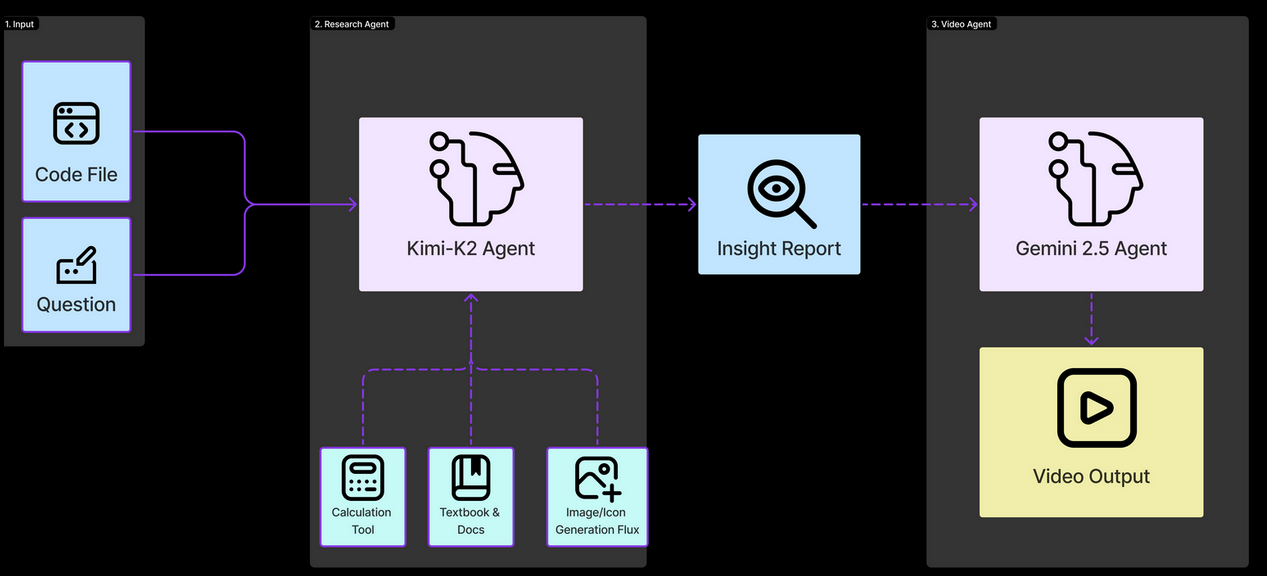 1. Input
Code File
Question
2. Research Agent
Kimi-K2 Agent
Calculation
Tool
Textbook &
Docs
Image/Icon
Generation Flux
Insight Report
3. Video Agent
Gemini 2.5 Agent
Video Output